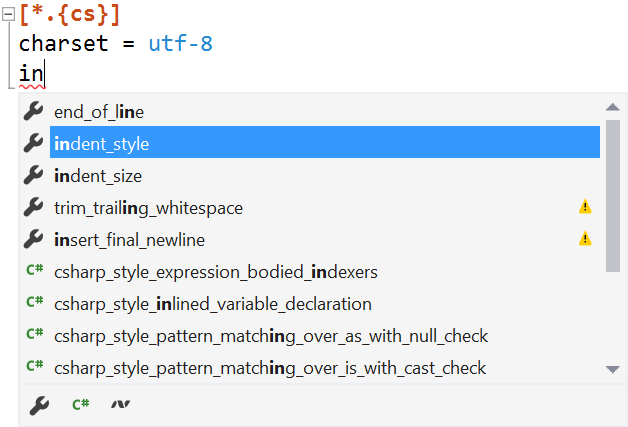 [*.{cs}]
charset = utf-8
in
end_of_line
indent_style
indent_size
trim_trailing_whitespace
insert_final_newline
C# csharp_style_expression_bodied_indexers
C# csharp_style_inlined_variable_declaration
C# csharp_style_pattern_matching_over_as_with_null_check
C# csharp_style_pattern_matching_over_is_with_cast_check
C#